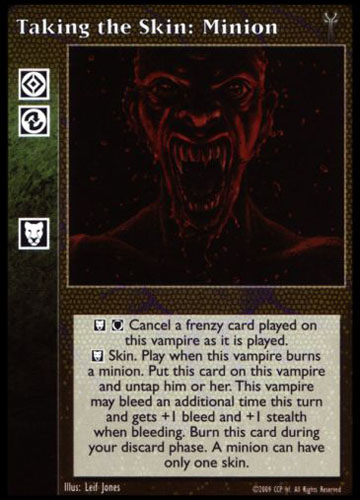 Taking the Skin: Minion
Cancel a frenzy card played on
this vampire as it is played.
Skin. Play when this vampire burns
a minion. Put this card on this vampire
and untap him or her. This vampire
may bleed an additional time this turn
and gets +1 bleed and +1 stealth
when bleeding. Burn this card during
your discard phase. A minion can have
only one skin.
Illus: Leif Jones
©2009 CCP hf. All Rights Reserved